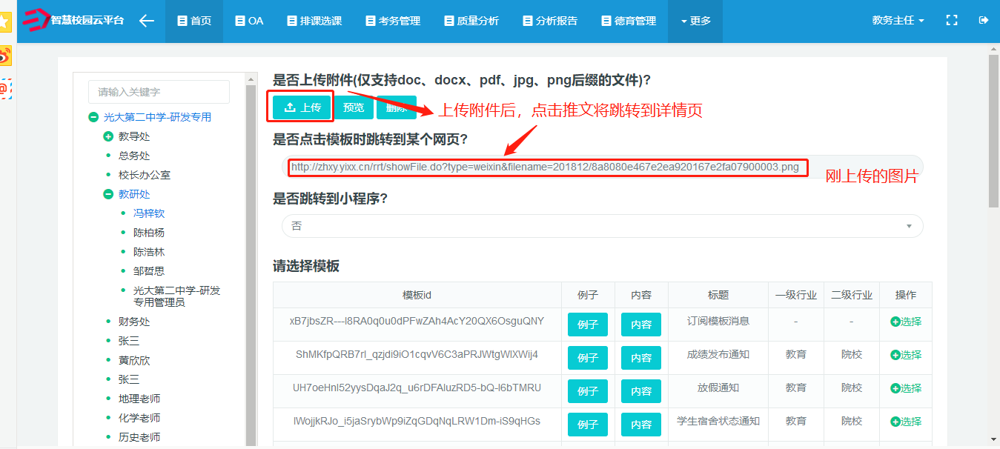 智慧校园云平台
首页
OA
排课选课
考务管理
质量分析
分析报告
德育管理
更多
教务主任
请输入关键字
光大第二中学-研发专用
教导处
总务处
校长办公室
教研处
冯梓钦
陈柏杨
陈浩林
邹哲思
光大第二中学-研发
专用管理员
财务处
张三
黄欣欣
张三
地理老师
化学老师
历史老师
是否上传附件(仅支持doc、docx、pdf、jpg、png后缀的文件)?
上传 预览 删除
上传附件后，点击推文将跳转到详情页
是否点击模板时跳转到某个网页?
http://zhxy.yixx.cn/rrt/showFile.do?type=weixin&filename=201812/8a8080e467e2ea920167e2fa07900003.png
刚上传的图片
是否跳转到小程序?
否
请选择模板
模板id 例子 内容 标题 一级行业 二级行业 操作
xB7jbsZR---l8RA0q0u0dPFwZAh4AcY20QX6OsguQNY 例子 内容 订阅模板消息 - - 选择
ShMKfpQRB7rl_qzjdi9iO1cqvV6C3aPRJWtgWlXWij4 例子 内容 成绩发布通知 教育 院校 选择
UH7oeHnl52yysDqaJ2q_u6rDFAluzRD5-bQ-l6bTMRU 例子 内容 放假通知 教育 院校 选择
lWojjkRJo_i5jaSrybWp9iZqGDqNqLRW1Dm-iS9qHGs 例子 内容 学生宿舍状态通知 教育 院校 选择